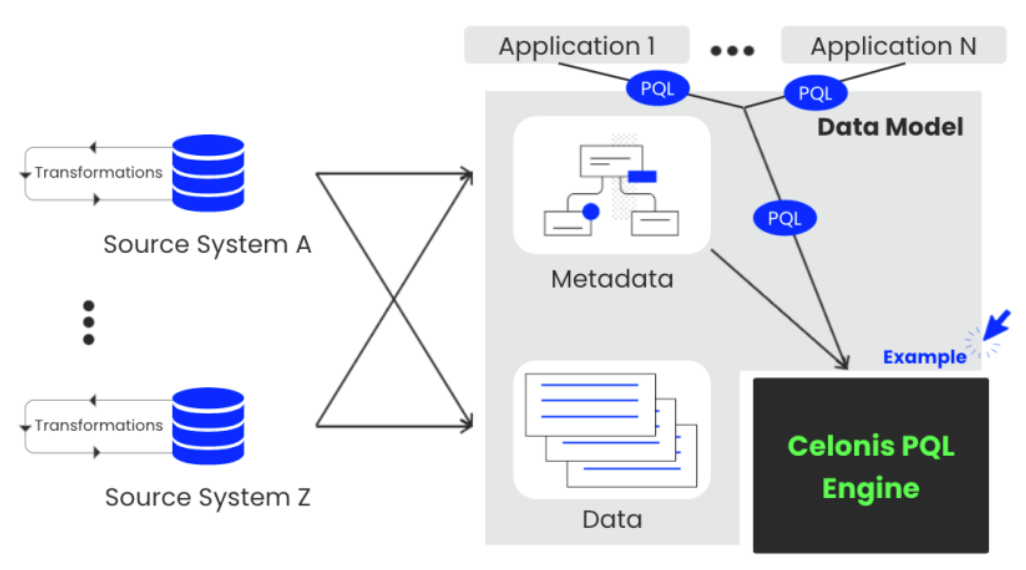 Application 1
Application N
PQL
PQL
Data Model
Transformations
PQL
Source System A
Metadata
Example
Transformations
Celonis PQL
Engine
Source System Z
Data